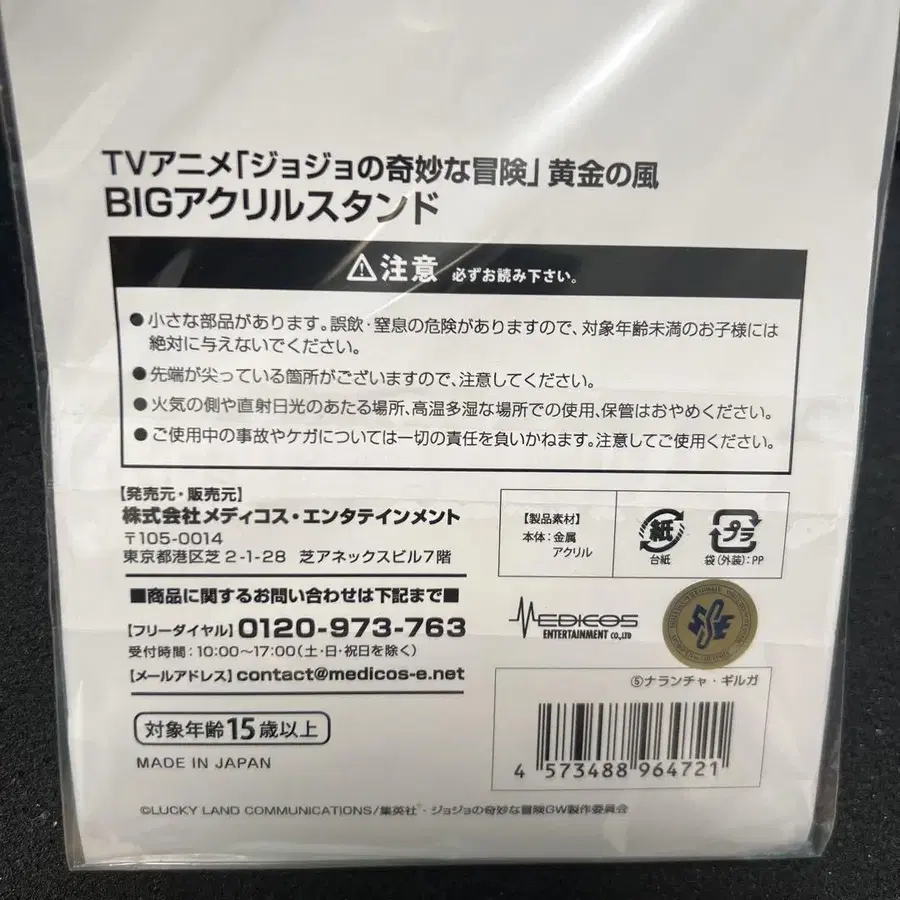 TVアニメ「ジョジョの奇妙な冒険」黄金の風
BIGアクリルスタンド
⚠注意 必ずお読み下さい。
●小さな部品があります。誤飲・窒息の危険がありますので、対象年齢未満のお子様には
絶対に与えないでください。
●先端が尖っている箇所がございますので、注意してください。
●火気の側や直射日光のあたる場所、高温多湿な場所での使用、保管はおやめください。
●ご使用中の事故やケガについては一切の責任を負いかねます。注意してご使用ください。
【発売元・販売元】
株式会社メディコス・エンタテインメント
〒105-0014
東京都港区芝2-1-28 芝アネックスビル7階
■商品に関するお問い合わせは下記まで■
【フリーダイヤル】0120-973-763
受付時間:10:00～17:00(土・日・祝日を除く)
【メールアドレス】contact@medicos-e.net
対象年齢15歳以上
MADE IN JAPAN
【製品素材】
本体:金属
アクリル
紙
台紙
プラ
袋(外装):PP
MEDICOS
ENTERTAINMENT CO.,LTD
⑤ナランチャ・ギルガ
4 573488 964721
©LUCKY LAND COMMUNICATIONS/集英社・ジョジョの奇妙な冒険GW製作委員会